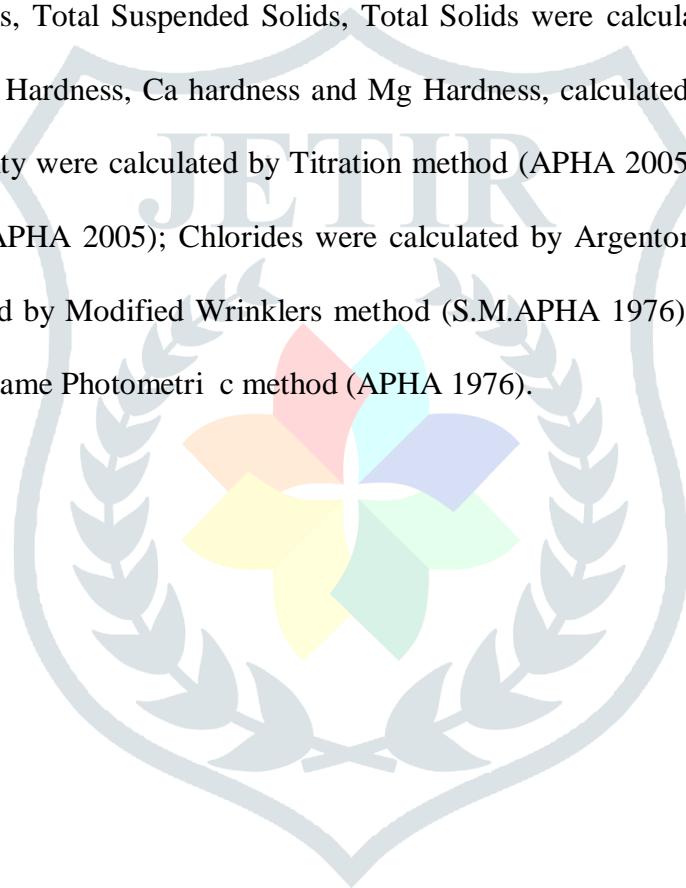 s, Total Suspended Solids, Total Solids were calcula
Hardness, Ca hardness and Mg Hardness, calculated
ty were calculated by Titration method (APHA 2005
JETIR
APHA 2005); Chlorides were calculated by Argentor
d by Modified Wrinklers method (S.M.APHA 1976)
ame Photometri c method (APHA 1976).